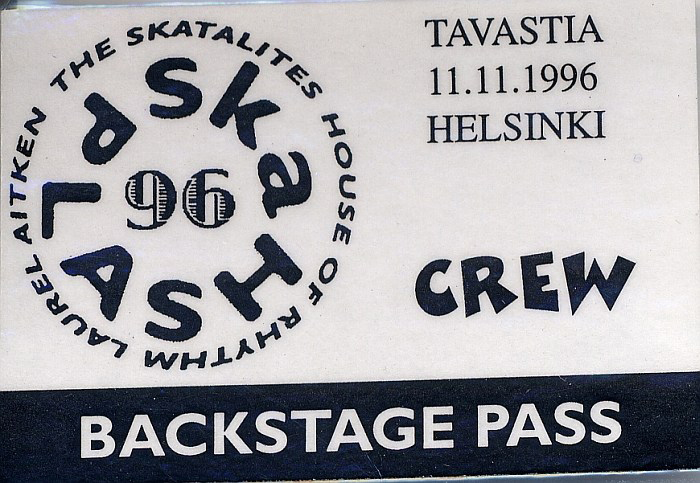 THE SKATALITES HOUSE OF RHYTHM LAUREL AITKEN
Ska
SPLASH
96
TAVASTIA
11.11.1996
HELSINKI
CREW
BACKSTAGE PASS